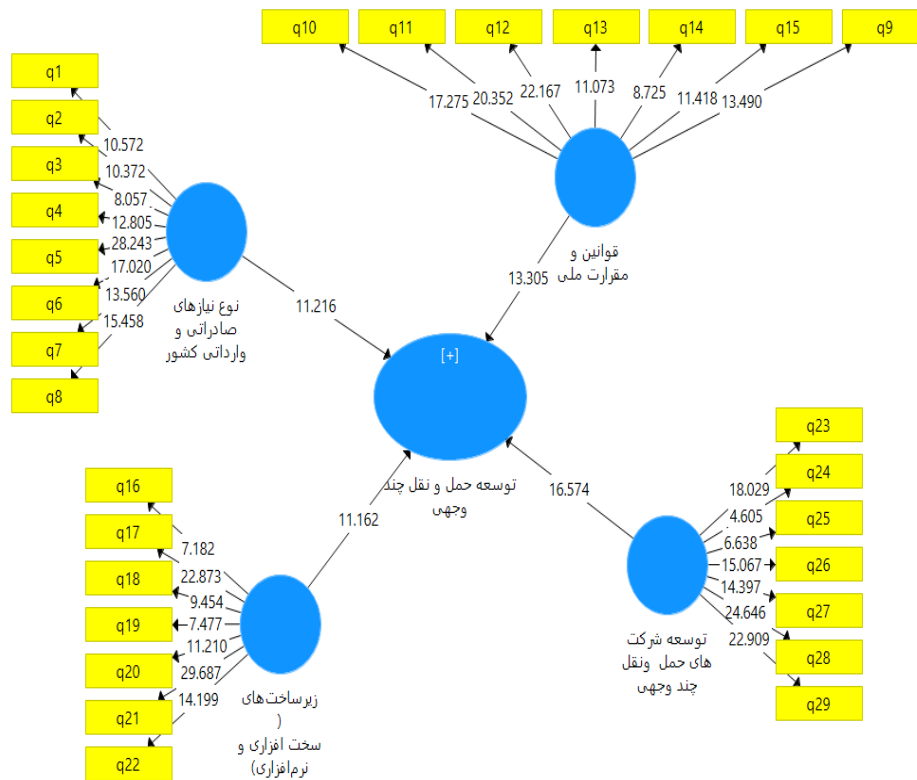 q10
q11
q12
q13
q14
q15
q9
17.275
20.352
22.167
11.073
8.725
11.418
13.490
قوانین و
مقرارت ملی
13.305
q1
q2
q3
q4
q5
q6
q7
q8
10.572
10.372
8.057
12.805
28.243
17.020
13.560
15.458
نوع نیازهای
صادراتی و
وارداتی کشور
11.216
[+]
توسعه حمل و نقل چند
وجهی
q16
q17
q18
q19
q20
q21
q22
7.182
22.873
9.454
7.477
11.210
29.687
14.199
زیرساخت‌های
(
سخت افزاری و
نرم‌افزاری)
11.162
q23
q24
q25
q26
q27
q28
q29
18.029
4.605
6.638
15.067
14.397
24.646
22.909
توسعه شرکت
های حمل ونقل
چند وجهی
16.574